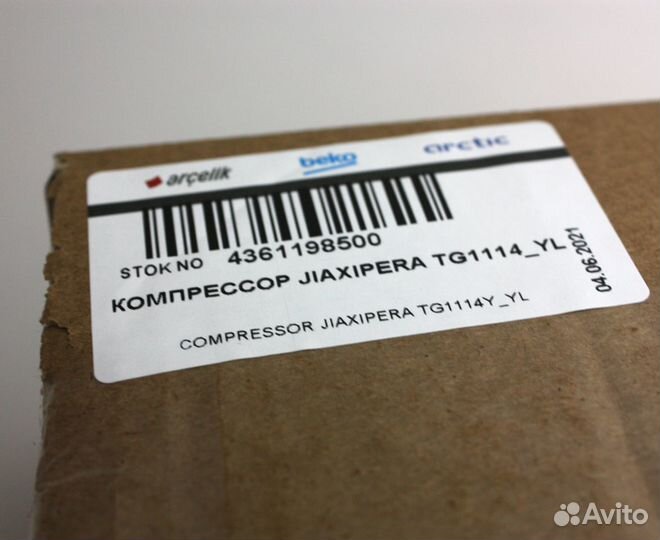 arçelik beko arctic
STOK NO 4361198500
КОМПРЕССОР JIAXIPERA TG1114_YL
COMPRESSOR JIAXIPERA TG1114Y_YL
04.06.2021
Avito